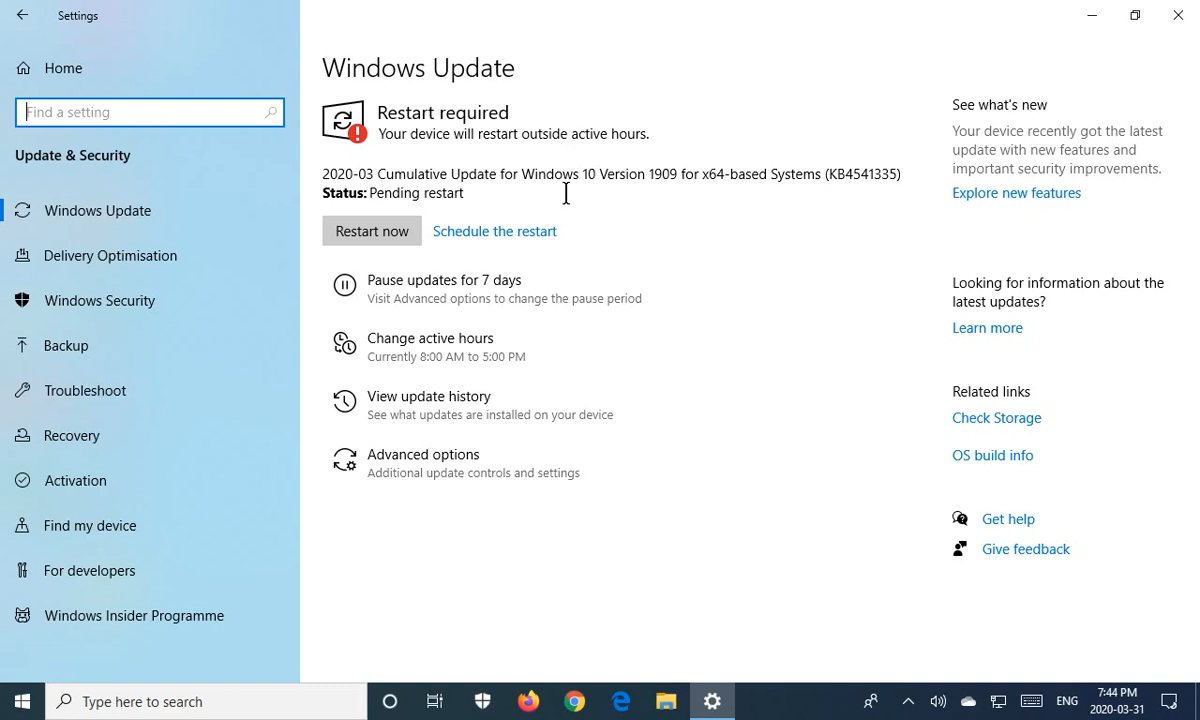 Settings
Home
Find a setting
Update & Security
Windows Update
Delivery Optimisation
Windows Security
Backup
Troubleshoot
Recovery
Activation
Find my device
For developers
Windows Insider Programme
Windows Update
Restart required
Your device will restart outside active hours.
2020-03 Cumulative Update for Windows 10 Version 1909 for x64-based Systems (KB4541335)
Status: Pending restart
Restart now
Schedule the restart
Pause updates for 7 days
Visit Advanced options to change the pause period
Change active hours
Currently 8:00 AM to 5:00 PM
View update history
See what updates are installed on your device
Advanced options
Additional update controls and settings
See what's new
Your device recently got the latest
update with new features and
important security improvements.
Explore new features
Looking for information about the
latest updates?
Learn more
Related links
Check Storage
OS build info
Get help
Give feedback
Type here to search
ENG
7:44 PM
2020-03-31